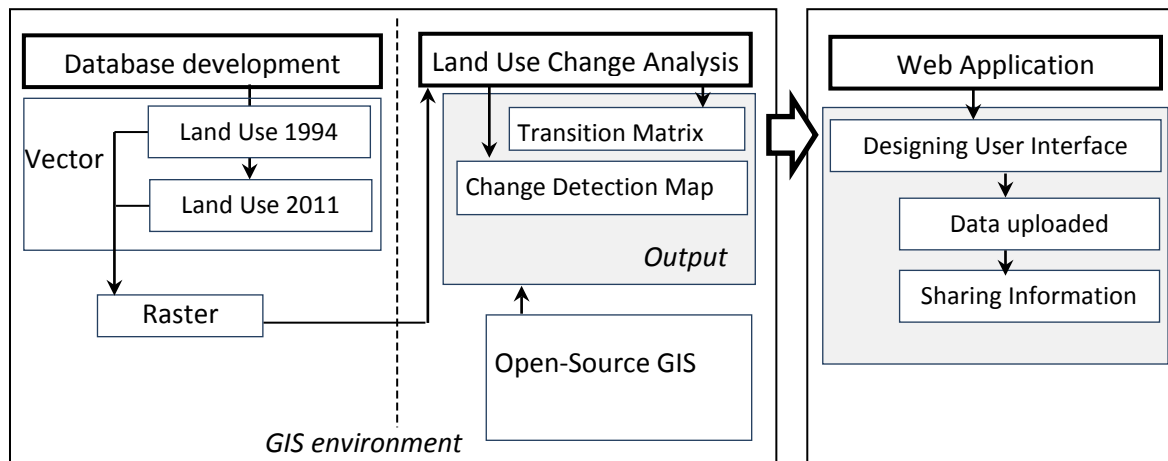 Database development
Vector
Land Use 1994
Land Use 2011
Raster
Land Use Change Analysis
Transition Matrix
Change Detection Map
Output
Open-Source GIS
GIS environment
Web Application
Designing User Interface
Data uploaded
Sharing Information